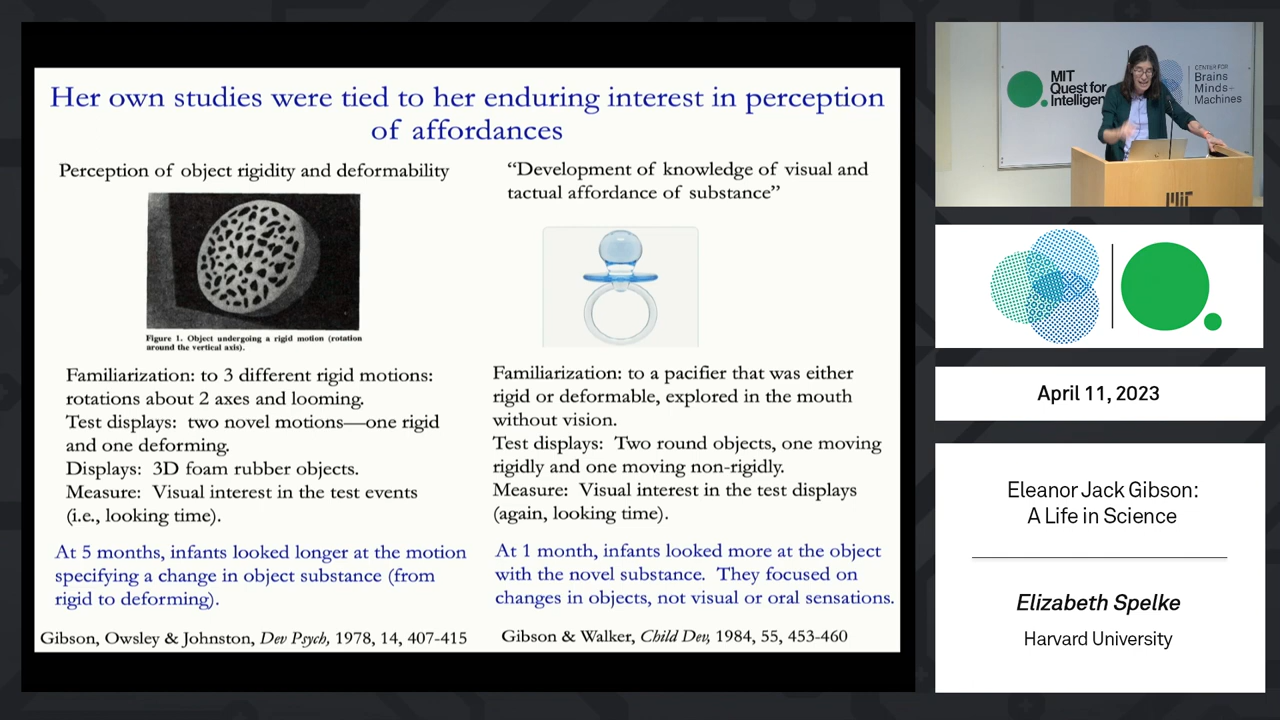 Her own studies were tied to her enduring interest in perception
of affordances
Perception of object rigidity and deformability
Figure 1. Object undergoing a rigid motion (rotation
around the vertical axis).
Familiarization: to 3 different rigid motions:
rotations about 2 axes and looming.
Test displays: two novel motions—one rigid
and one deforming.
Displays: 3D foam rubber objects.
Measure: Visual interest in the test events
(i.e., looking time).
At 5 months, infants looked longer at the motion
specifying a change in object substance (from
rigid to deforming).
Gibson, Owsley & Johnston, Dev Psych, 1978, 14, 407-415
“Development of knowledge of visual and
tactual affordance of substance”
Familiarization: to a pacifier that was either
rigid or deformable, explored in the mouth
without vision.
Test displays: Two round objects, one moving
rigidly and one moving non-rigidly.
Measure: Visual interest in the test displays
(again, looking time).
At 1 month, infants looked more at the object
with the novel substance. They focused on
changes in objects, not visual or oral sensations.
Gibson & Walker, Child Dev, 1984, 55, 453-460
MIT
Quest for
Intelligen
CENTER FOR
Brains
Minds+
Machines
MIT
April 11, 2023
Eleanor Jack Gibson:
A Life in Science
Elizabeth Spelke
Harvard University